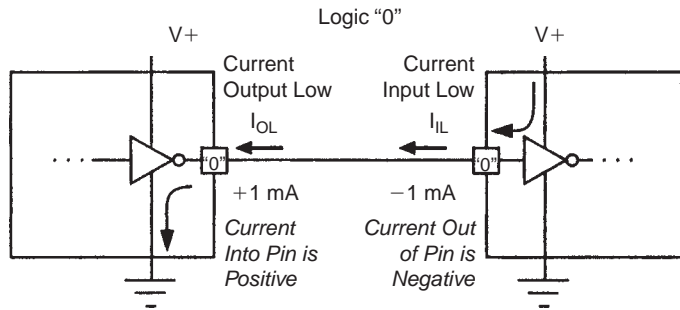 Logic “0”
V+
V+
Current
Output Low
I_OL
Current
Input Low
I_IL
“0”
“0”
+1 mA
−1 mA
Current
Into Pin is
Positive
Current Out
of Pin is
Negative